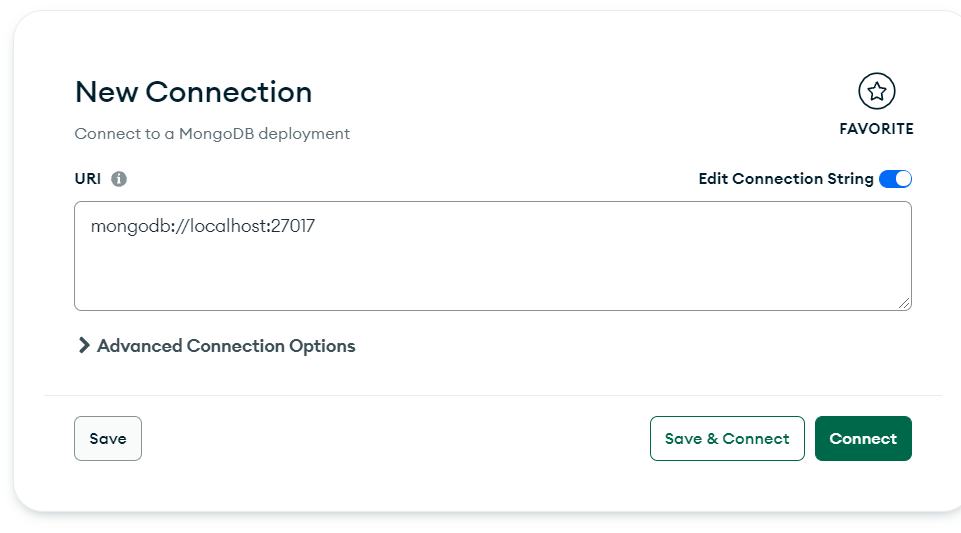 New Connection
FAVORITE
Connect to a MongoDB deployment
URI
Edit Connection String
mongodb://localhost:27017
Advanced Connection Options
Save
Save & Connect
Connect